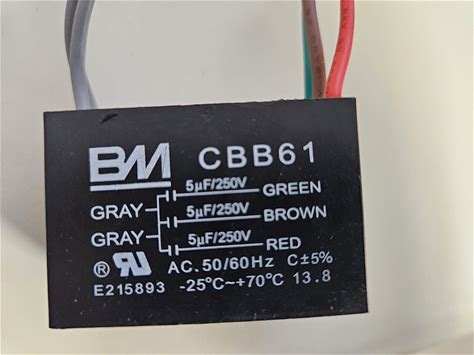 BM CBB61
5µF/250V GREEN
GRAY 5µF/250V BROWN
GRAY 5µF/250V RED
® RU AC.50/60Hz C±5%
E215893 -25°C~+70°C 13.8